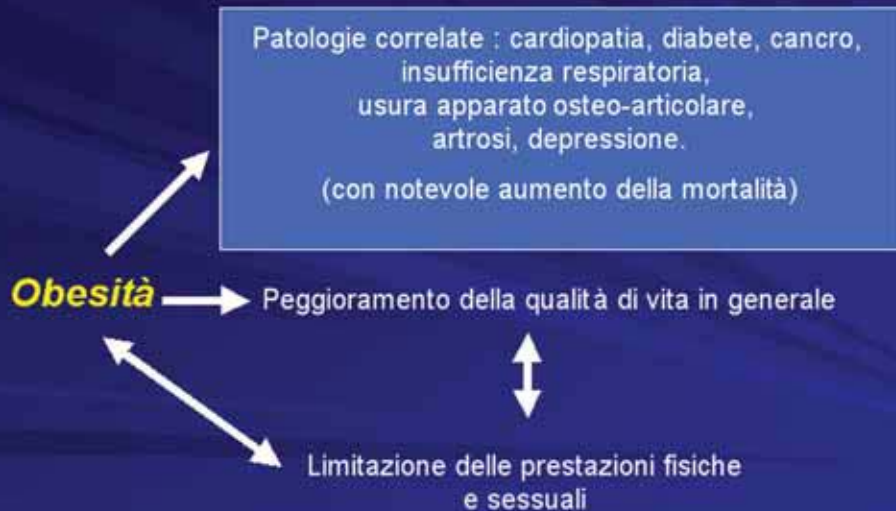 Patologie correlate : cardiopatia, diabete, cancro,
insufficienza respiratoria,
usura apparato osteo-articolare,
artrosi, depressione.
(con notevole aumento della mortalità)
Obesità
Peggioramento della qualità di vita in generale
Limitazione delle prestazioni fisiche
e sessuali